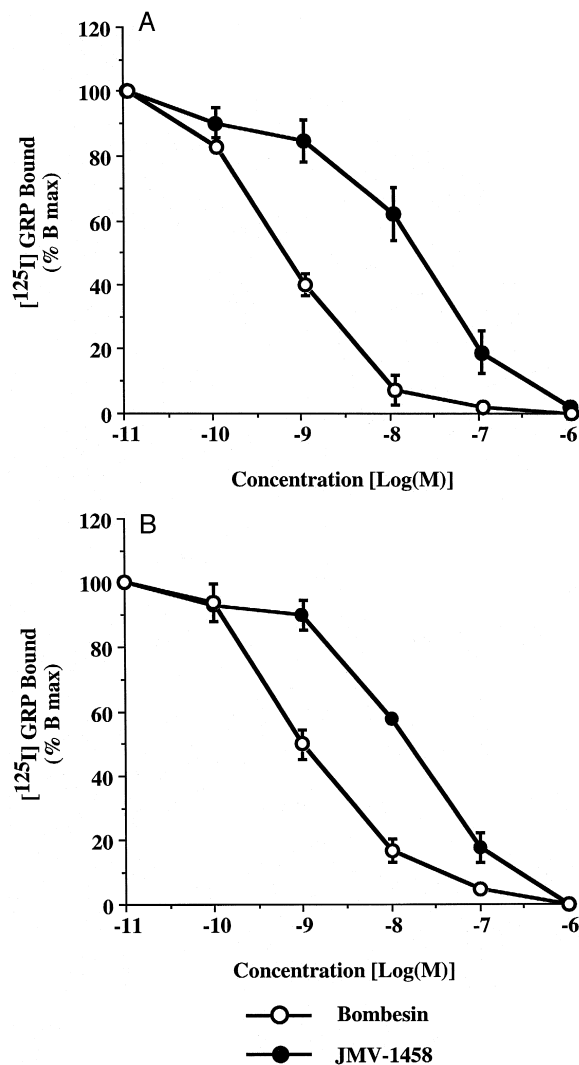 A
120
100
80
60
40
20
0
[125I] GRP Bound
(% B max)
-11 -10 -9 -8 -7 -6
Concentration [Log(M)]
B
120
100
80
60
40
20
0
[125I] GRP Bound
(% B max)
-11 -10 -9 -8 -7 -6
Concentration [Log(M)]
Bombesin
JMV-1458